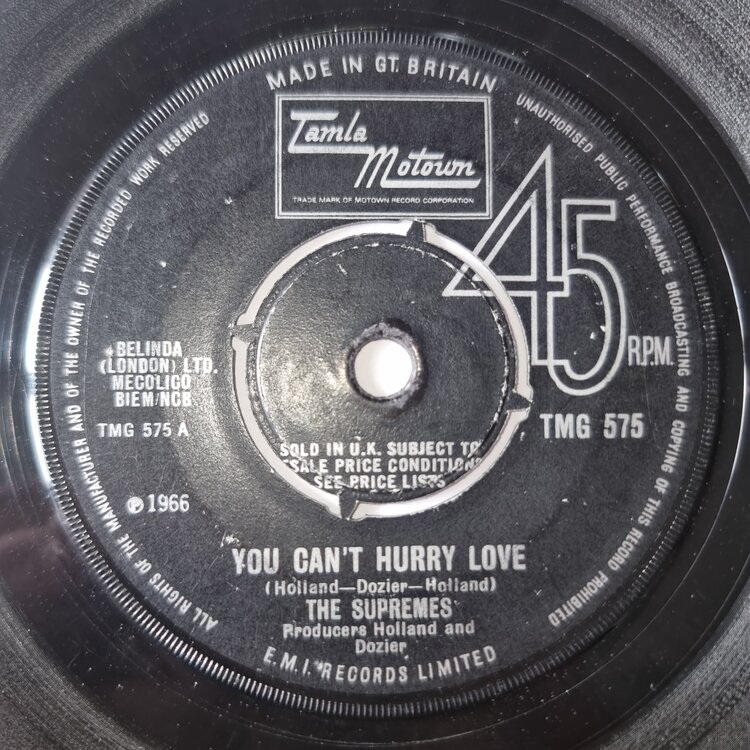 MADE IN GT. BRITAIN
UNAUTHORISED PUBLIC PERFORMANCE BROADCASTING AND COPYING OF THIS RECORD PROHIBITED
ALL RIGHTS OF THE MANUFACTURER AND OF THE OWNER OF THE RECORDED WORK RESERVED
Tamla
Motown
TRADE MARK OF MOTOWN RECORD CORPORATION
45
R.P.M.
BELINDA
(LONDON) LTD.
MECOLICO
BIEM/NCB
TMG 575 A
TMG 575
SOLD IN U.K. SUBJECT TO
RESALE PRICE CONDITIONS
SEE PRICE LISTS
℗ 1966
YOU CAN'T HURRY LOVE
(Holland—Dozier—Holland)
THE SUPREMES
Producers Holland and
Dozier
E.M.I. RECORDS LIMITED